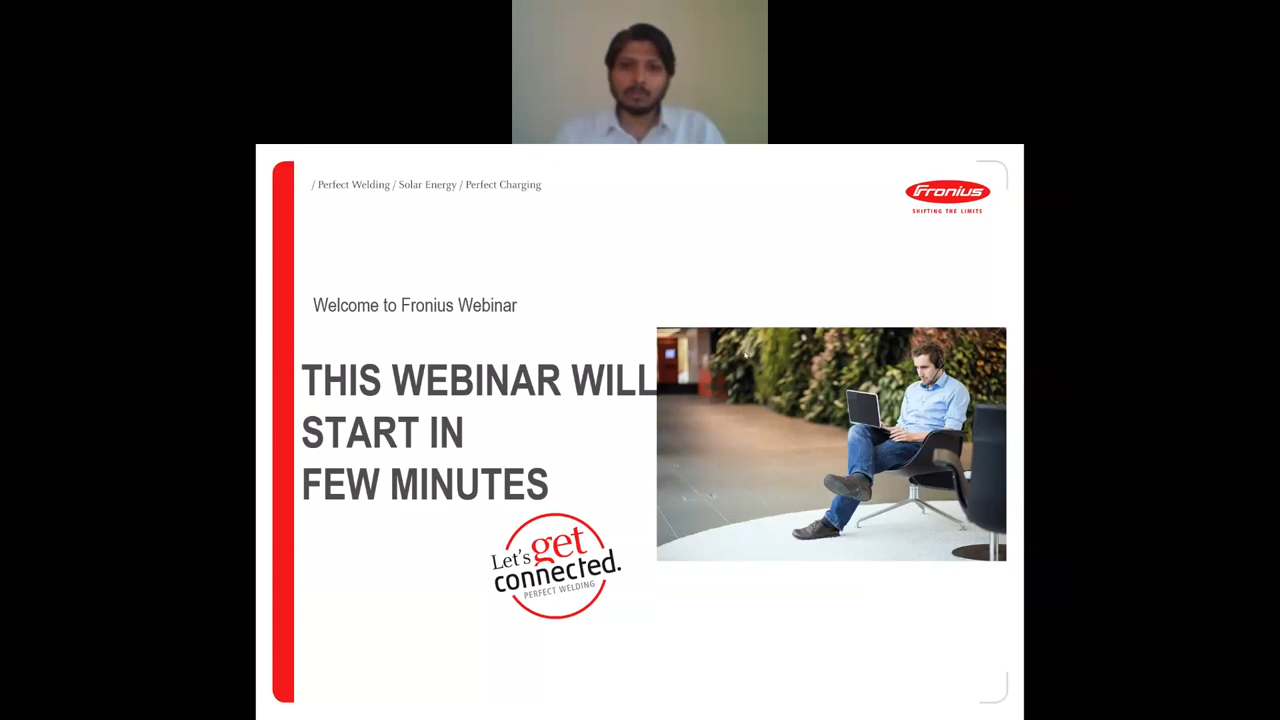 / Perfect Welding / Solar Energy / Perfect Charging
Fronius
SHIFTING THE LIMITS
Welcome to Fronius Webinar
THIS WEBINAR WILL
START IN
FEW MINUTES
Let's get
connected.
PERFECT WELDING